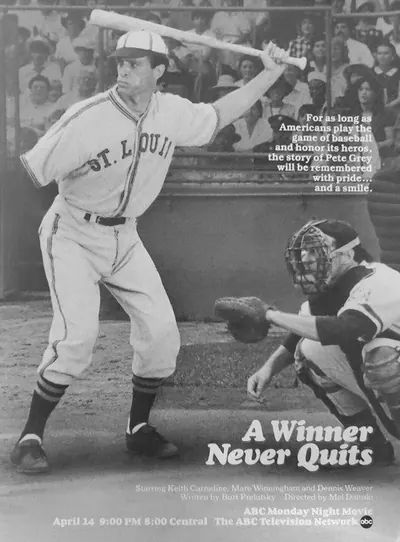 ST. LOUI
For as long as
Americans play the
game of baseball
and honor its heros,
the story of Pete Grey
will be remembered
with pride...
and a smile.
A Winner
Never Quits
Starring Keith Carradine, Mare Winningham and Dennis Weaver
Written by Burt Prelutsky Directed by Mel Damski
ABC Monday Night Movie
April 14 9:00 PM 8:00 Central The ABC Television Network abc